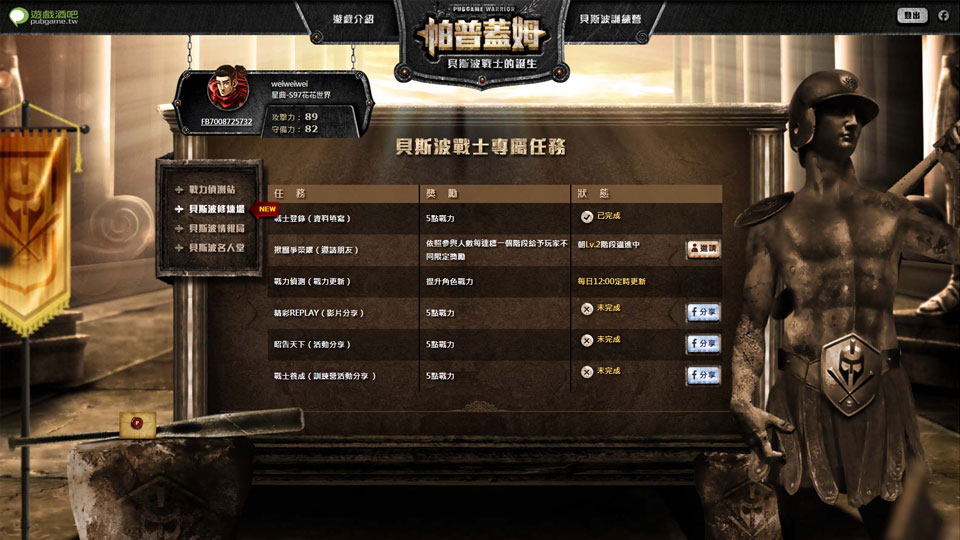 遊戲酒吧
pubgame.tw
遊戲介紹
PUBGAME WARRIOR
帕普蓋姆
貝斯波戰士的誕生
貝斯波訓練營
登出
weiweiwei
星曲-S97花花世界
FB7008725732
攻擊力： 89
守備力： 82
貝斯波戰士專屬任務
戰力偵測站
貝斯波修煉場
NEW
貝斯波情報局
貝斯波名人堂
任 務
獎 勵
狀 態
戰士登錄（資料填寫）
5點戰力
已完成
揪團爭榮耀（邀請朋友）
依照參與人數每達標一個階段給予玩家不
同限定獎勵
朝Lv.2階段邁進中
邀請
戰力偵測（戰力更新）
提升角色戰力
每日12:00定時更新
精彩REPLAY（影片分享）
5點戰力
未完成
分享
昭告天下（活動分享）
5點戰力
未完成
分享
戰士養成（訓練營活動分享 ）
5點戰力
未完成
分享
P